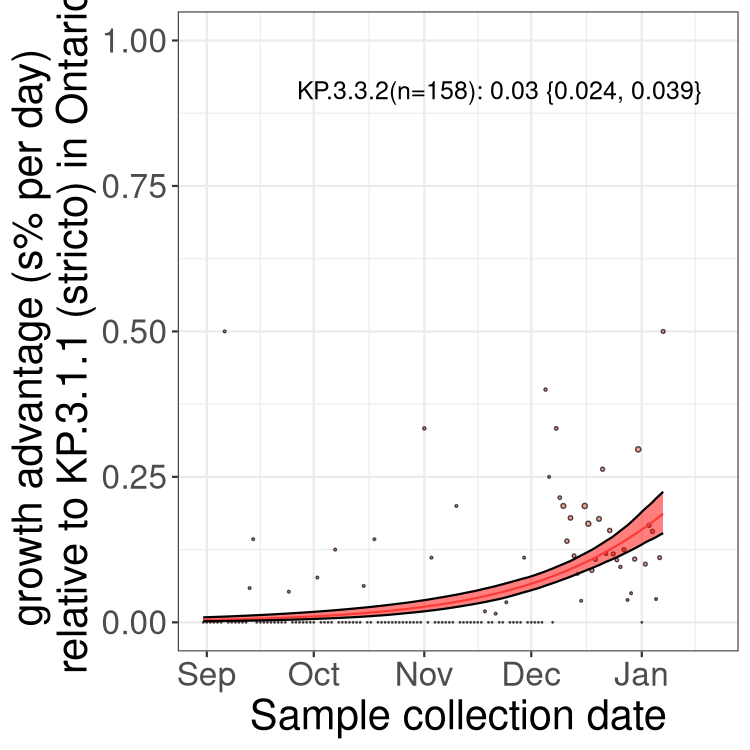 growth advantage (s% per day)
relative to KP.3.1.1 (stricto) in Ontario
1.00
0.75
0.50
0.25
0.00
KP.3.3.2(n=158): 0.03 {0.024, 0.039}
Sep Oct Nov Dec Jan
Sample collection date